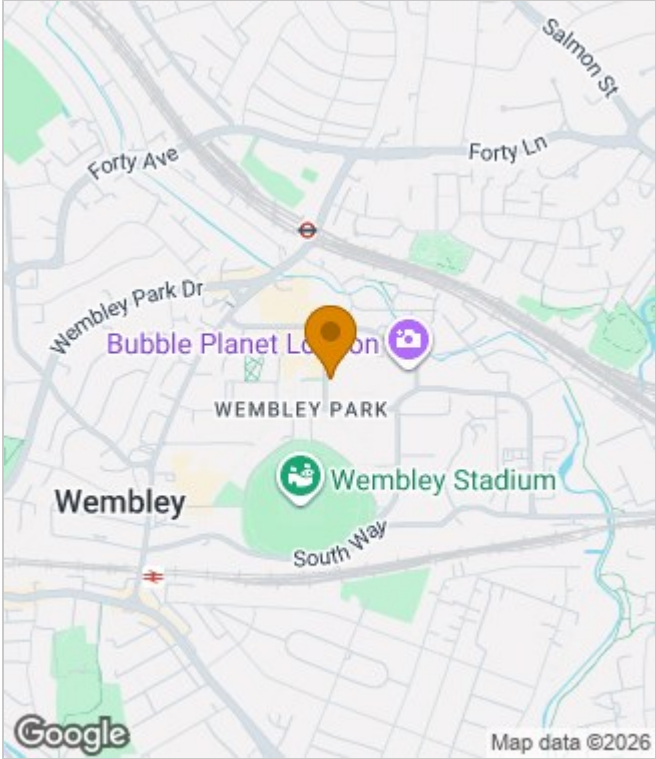 Salmon St
Forty Ave
Forty Ln
Wembley Park Dr
Bubble Planet London
WEMBLEY PARK
Wembley Stadium
Wembley
South Way
Google
Map data ©2026